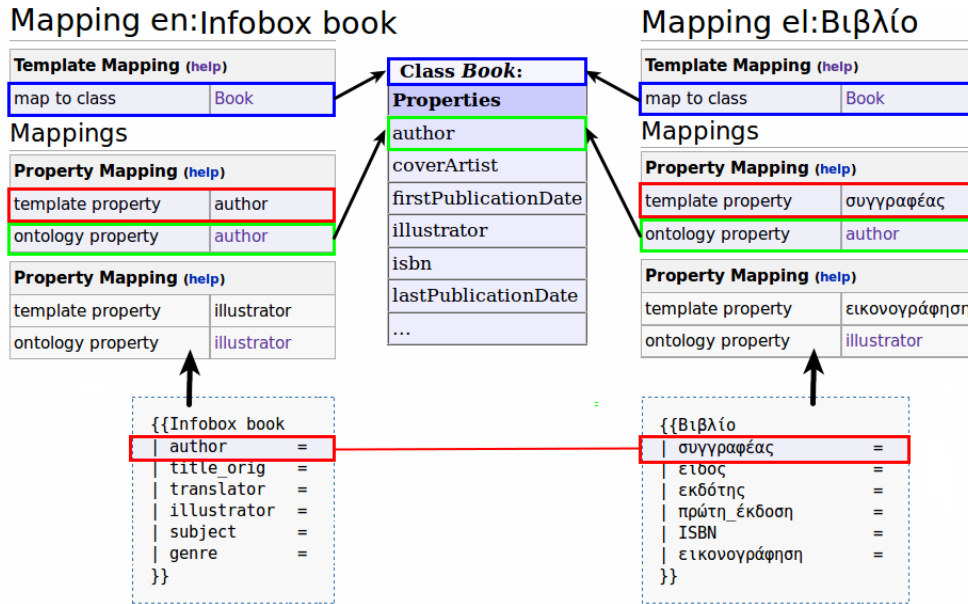 Mapping en:Infobox book
Template Mapping (help)
map to class Book
Mappings
Property Mapping (help)
template property author
ontology property author
Property Mapping (help)
template property illustrator
ontology property illustrator
{{Infobox book
| author =
| title_orig =
| translator =
| illustrator =
| subject =
| genre =
}}
Class Book:
Properties
author
coverArtist
firstPublicationDate
illustrator
isbn
lastPublicationDate
...
=
Mapping el:Βιβλίο
Template Mapping (help)
map to class Book
Mappings
Property Mapping (help)
template property συγγραφέας
ontology property author
Property Mapping (help)
template property εικονογράφηση
ontology property illustrator
{{Βιβλίο
| συγγραφέας =
| είδος =
| εκδότης =
| πρώτη_έκδοση =
| ISBN =
| εικονογράφηση =
}}